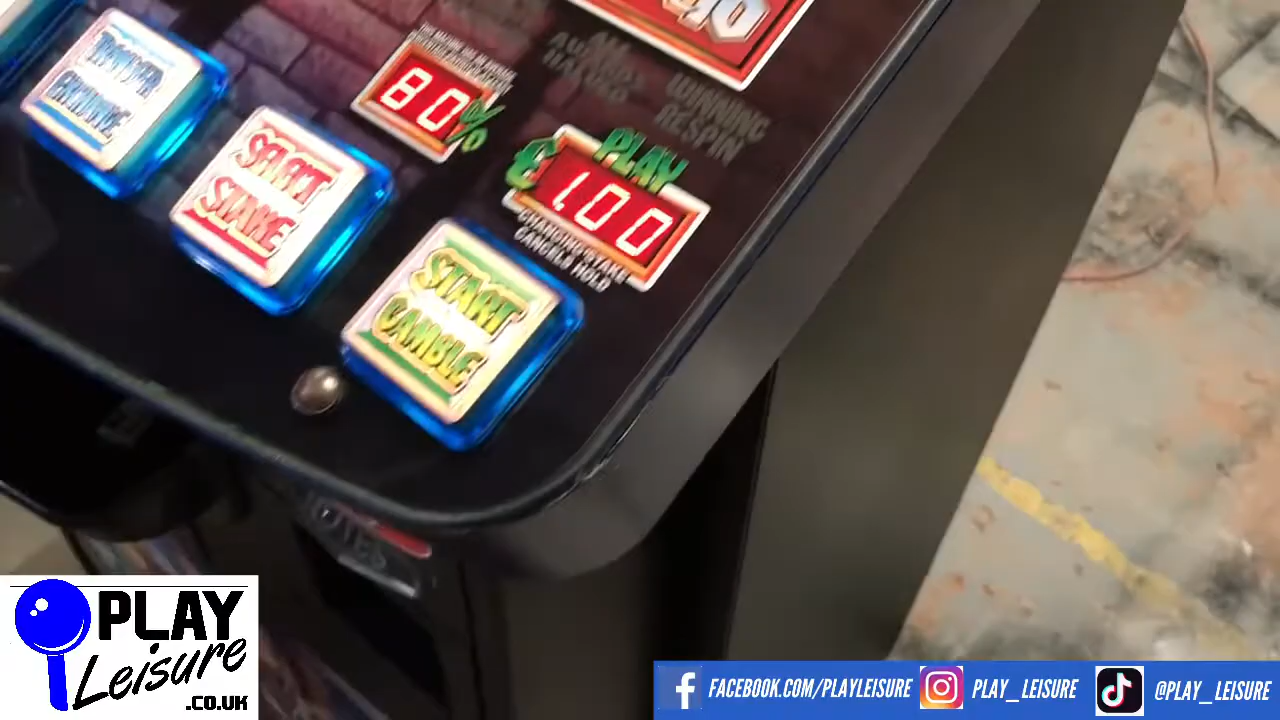 TRANSFER
EXCHANGE
SELECT
STAKE
START
GAMBLE
80%
£ PLAY
1.00
CHANGING STAKE
CANCELS HOLD
WINNING
RESPIN
NOTES
PLAY
Leisure
.CO.UK
FACEBOOK.COM/PLAYLEISURE
PLAY_LEISURE
@PLAY_LEISURE